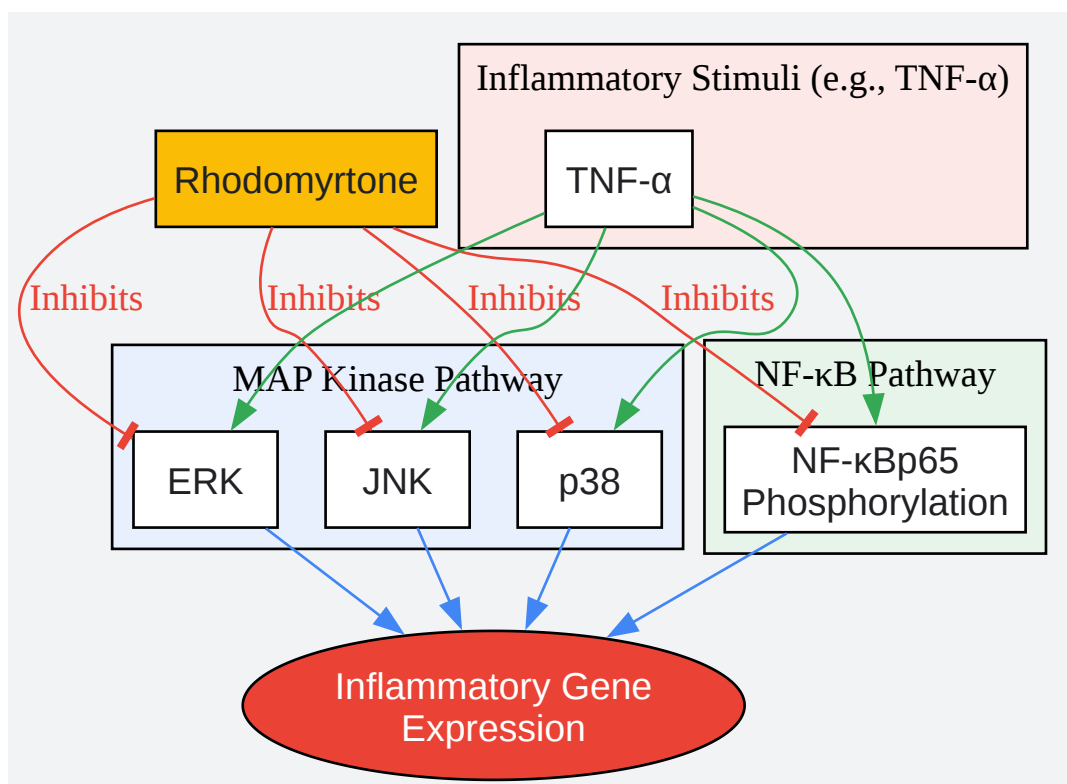 Inflammatory Stimuli (e.g., TNF-α)
Rhodomyrtone
TNF-α
Inhibits
Inhibits
Inhibits
Inhibits
MAP Kinase Pathway
NF-κB Pathway
ERK
JNK
p38
NF-κBp65
Phosphorylation
Inflammatory Gene
Expression